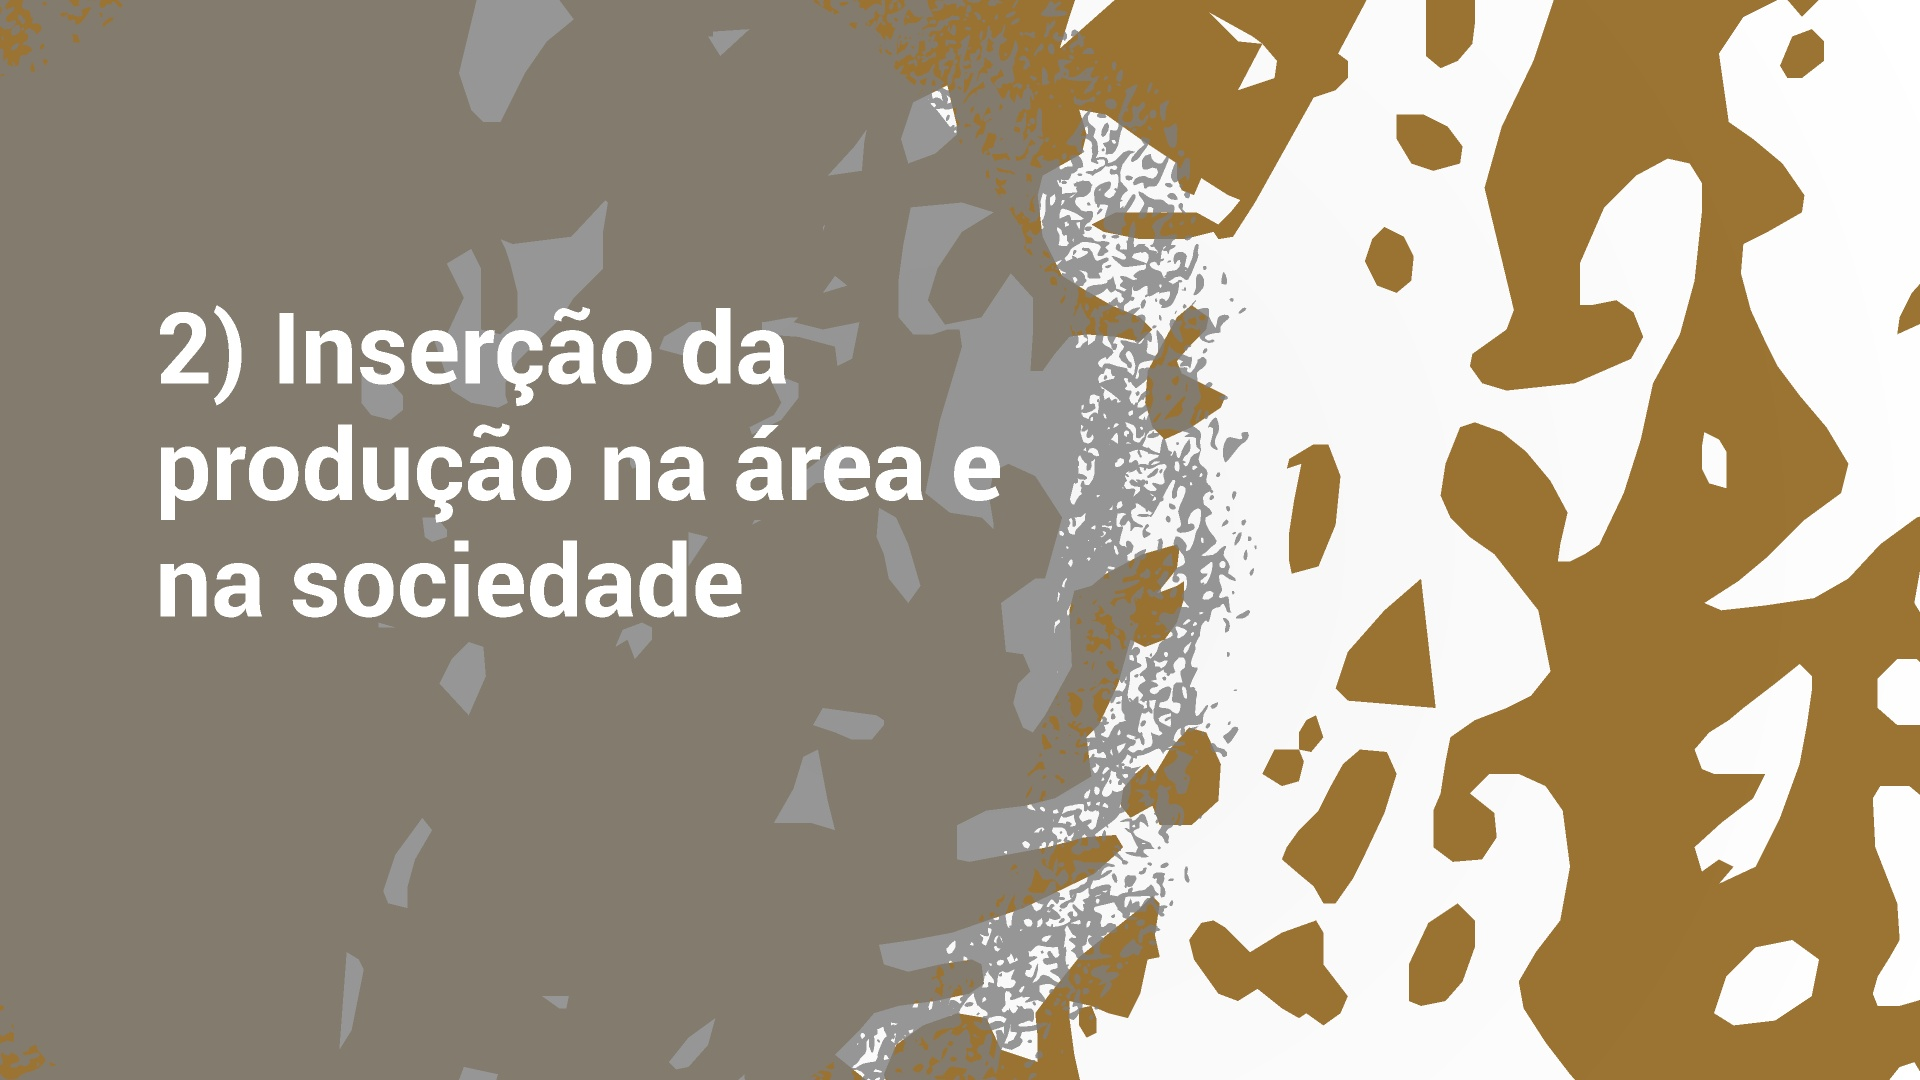 2) Inserção da
produção na área e
na sociedade